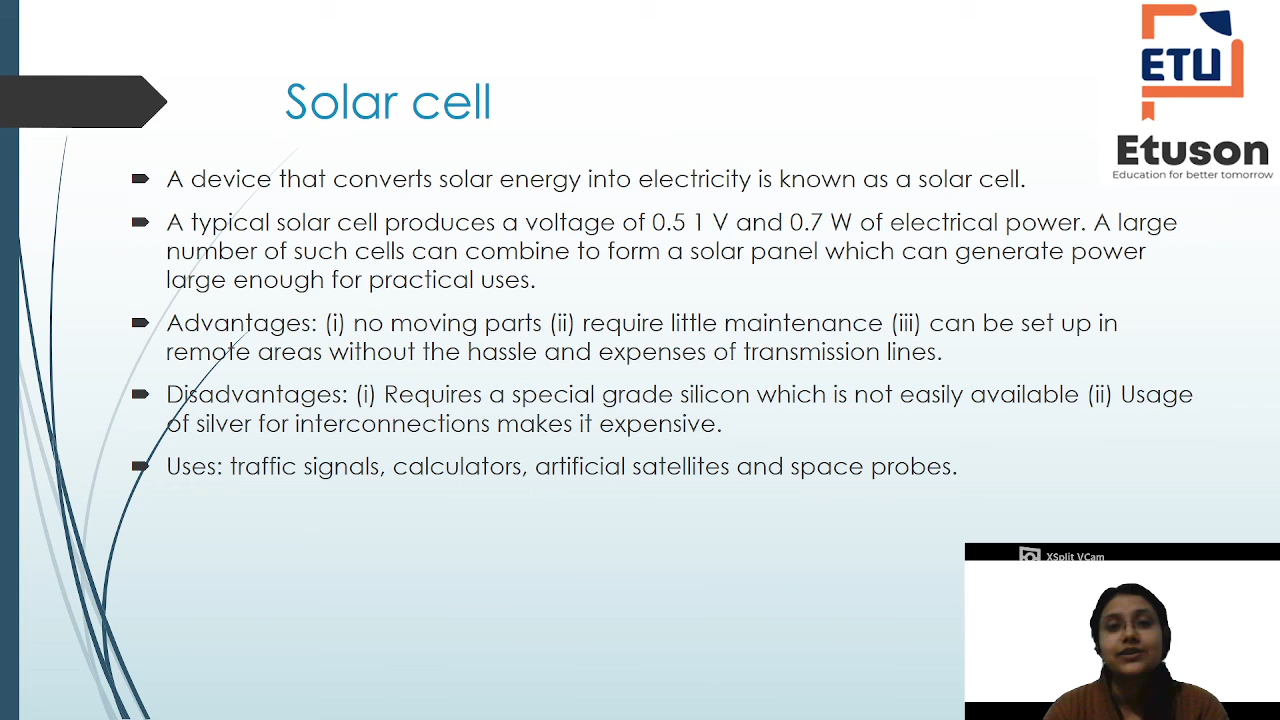 ETU
Etuson
Education for better tomorrow
Solar cell
A device that converts solar energy into electricity is known as a solar cell.
A typical solar cell produces a voltage of 0.5 1 V and 0.7 W of electrical power. A large
number of such cells can combine to form a solar panel which can generate power
large enough for practical uses.
Advantages: (i) no moving parts (ii) require little maintenance (iii) can be set up in
remote areas without the hassle and expenses of transmission lines.
Disadvantages: (i) Requires a special grade silicon which is not easily available (ii) Usage
of silver for interconnections makes it expensive.
Uses: traffic signals, calculators, artificial satellites and space probes.
XSplit VCam